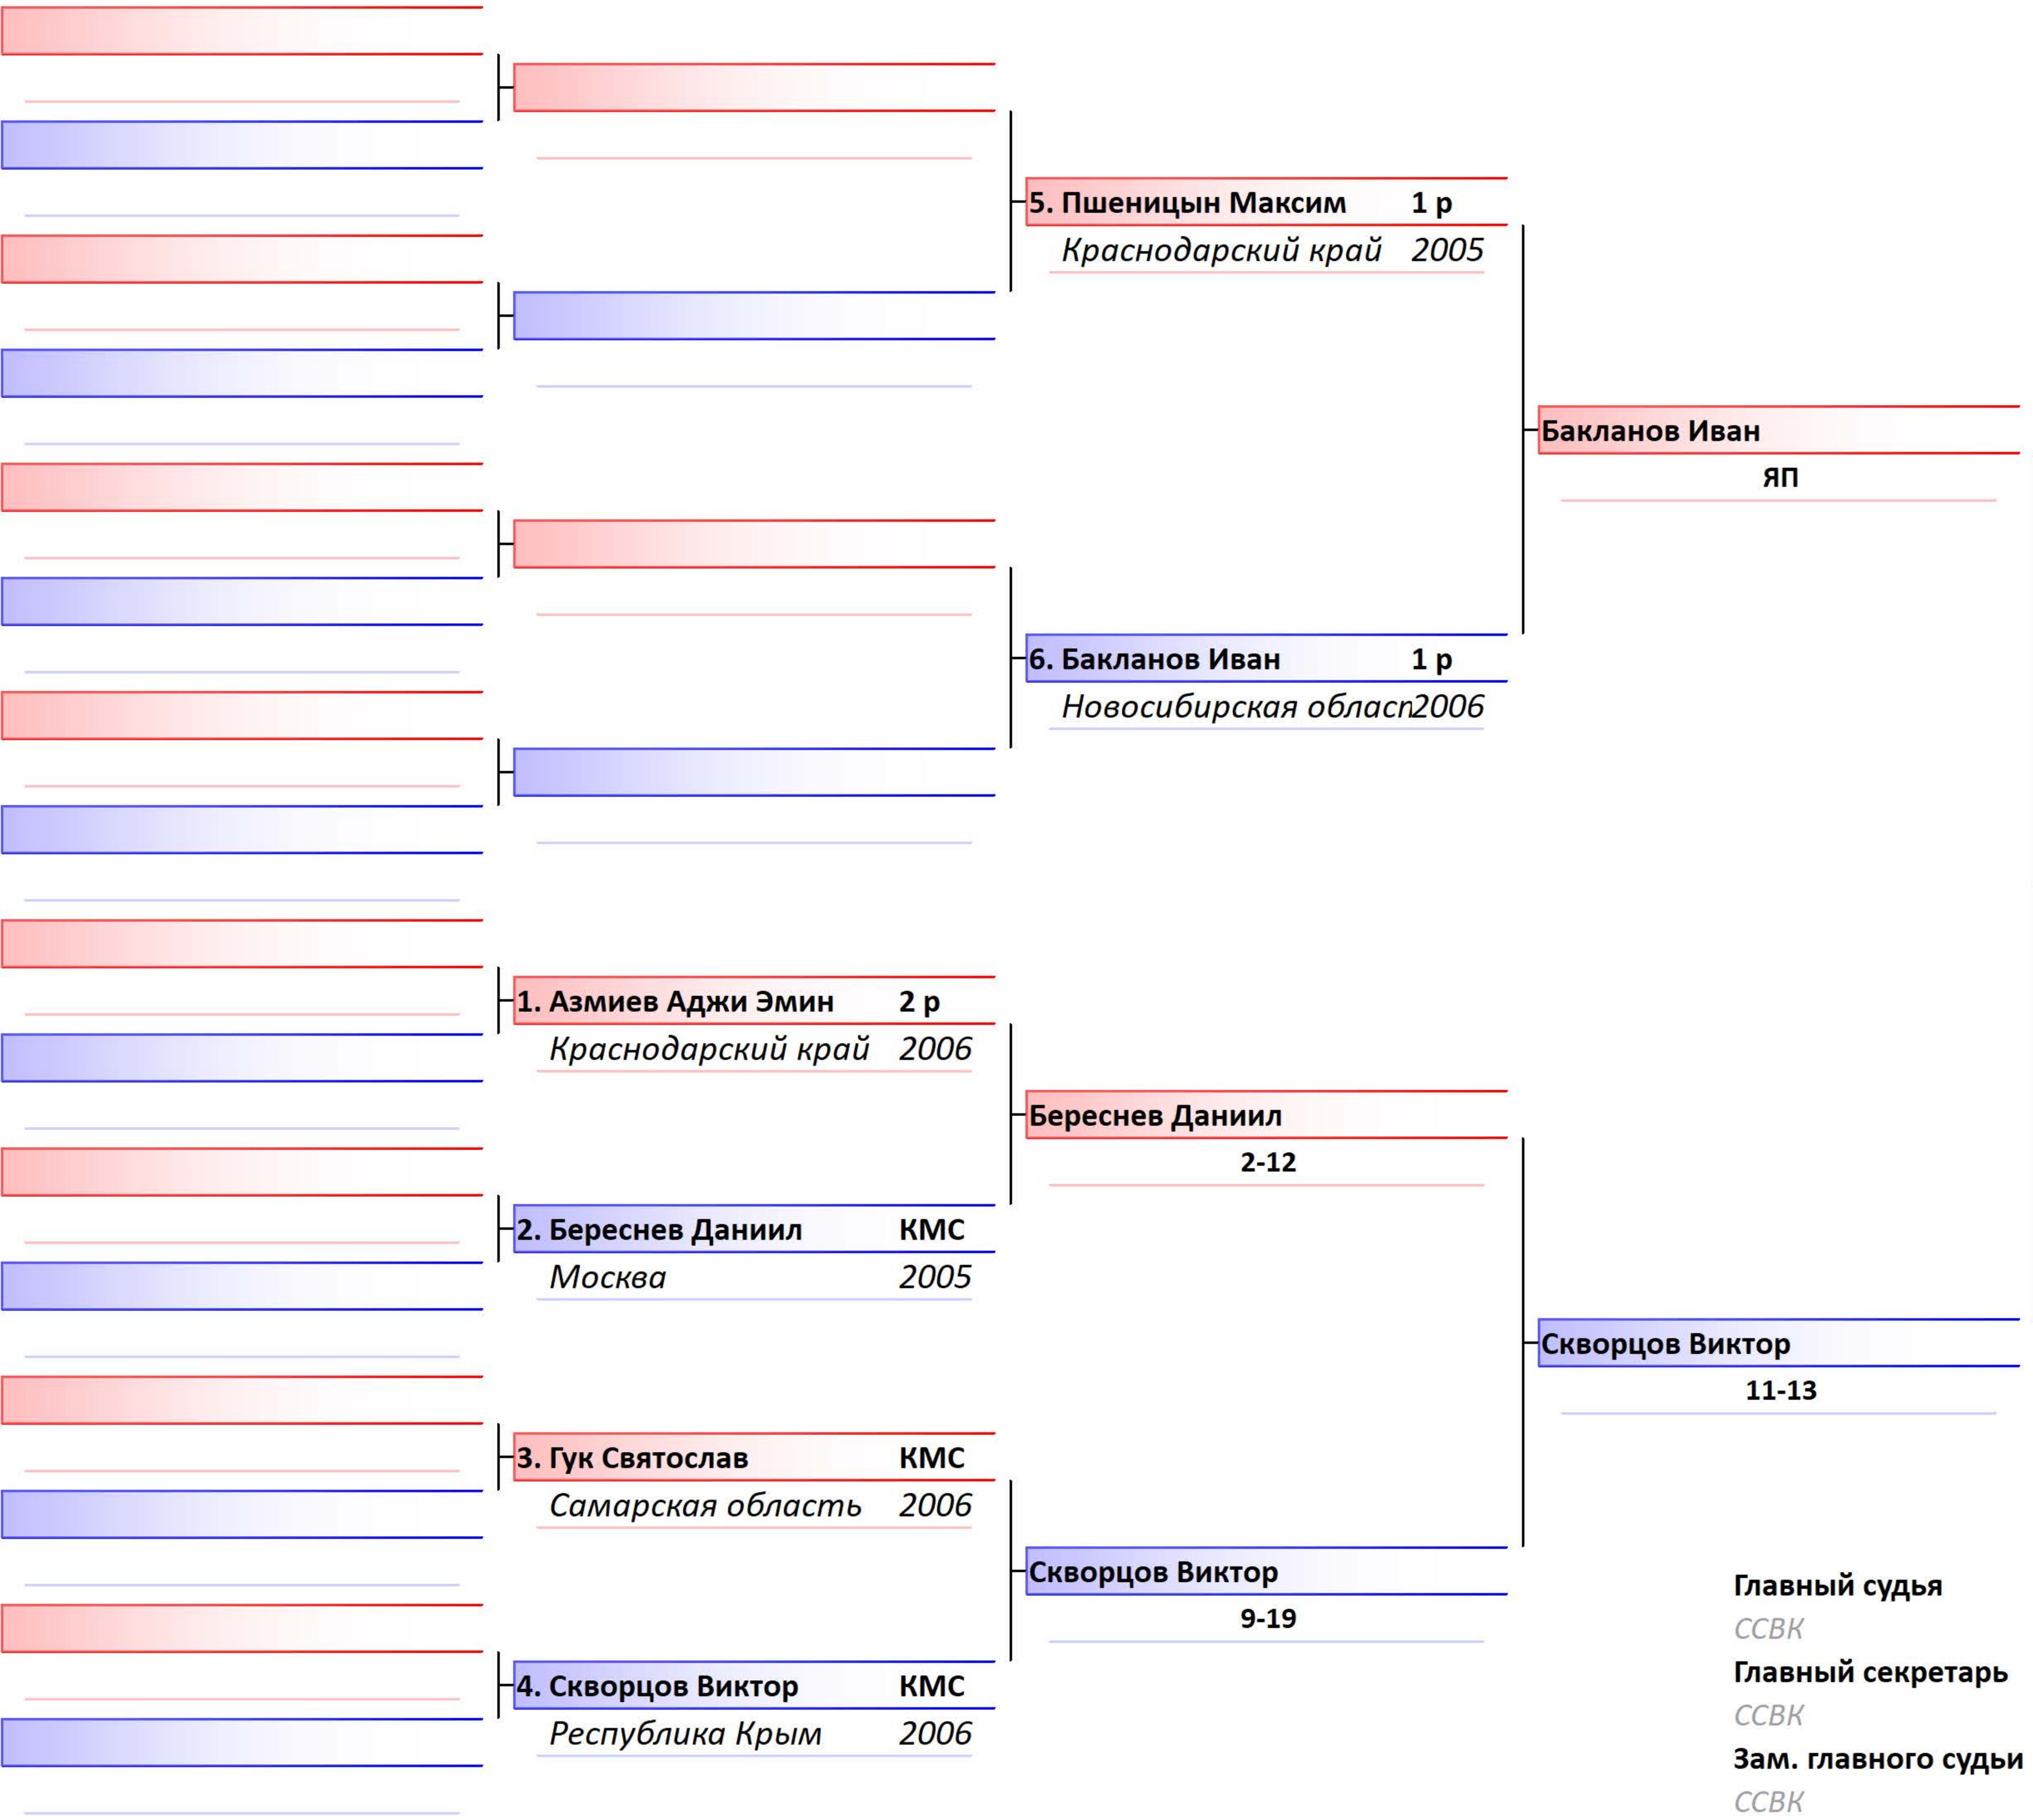 5. Пшеницын Максим 1 р
Краснодарский край 2005
Бакланов Иван
ЯП
6. Бакланов Иван 1 р
Новосибирская област 2006
1. Азмиев Аджи Эмин 2 р
Краснодарский край 2006
Береснев Даниил
2-12
2. Береснев Даниил КМС
Москва 2005
Скворцов Виктор
11-13
3. Гук Святослав КМС
Самарская область 2006
Скворцов Виктор
9-19
4. Скворцов Виктор КМС
Республика Крым 2006
Главный судья
ССВК
Главный секретарь
ССВК
Зам. главного судьи
ССВК